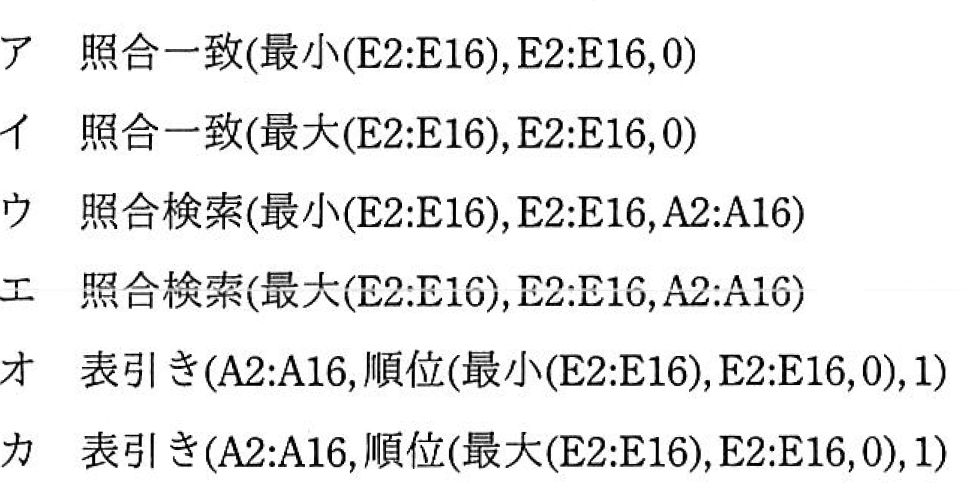 ア 照合一致(最小(E2:E16),E2:E16,0)
イ 照合一致(最大(E2:E16),E2:E16,0)
ウ 照合検索(最小(E2:E16),E2:E16,A2:A16)
エ 照合検索(最大(E2:E16),E2:E16,A2:A16)
オ 表引き(A2:A16,順位(最小(E2:E16),E2:E16,0),1)
カ 表引き(A2:A16,順位(最大(E2:E16),E2:E16,0),1)